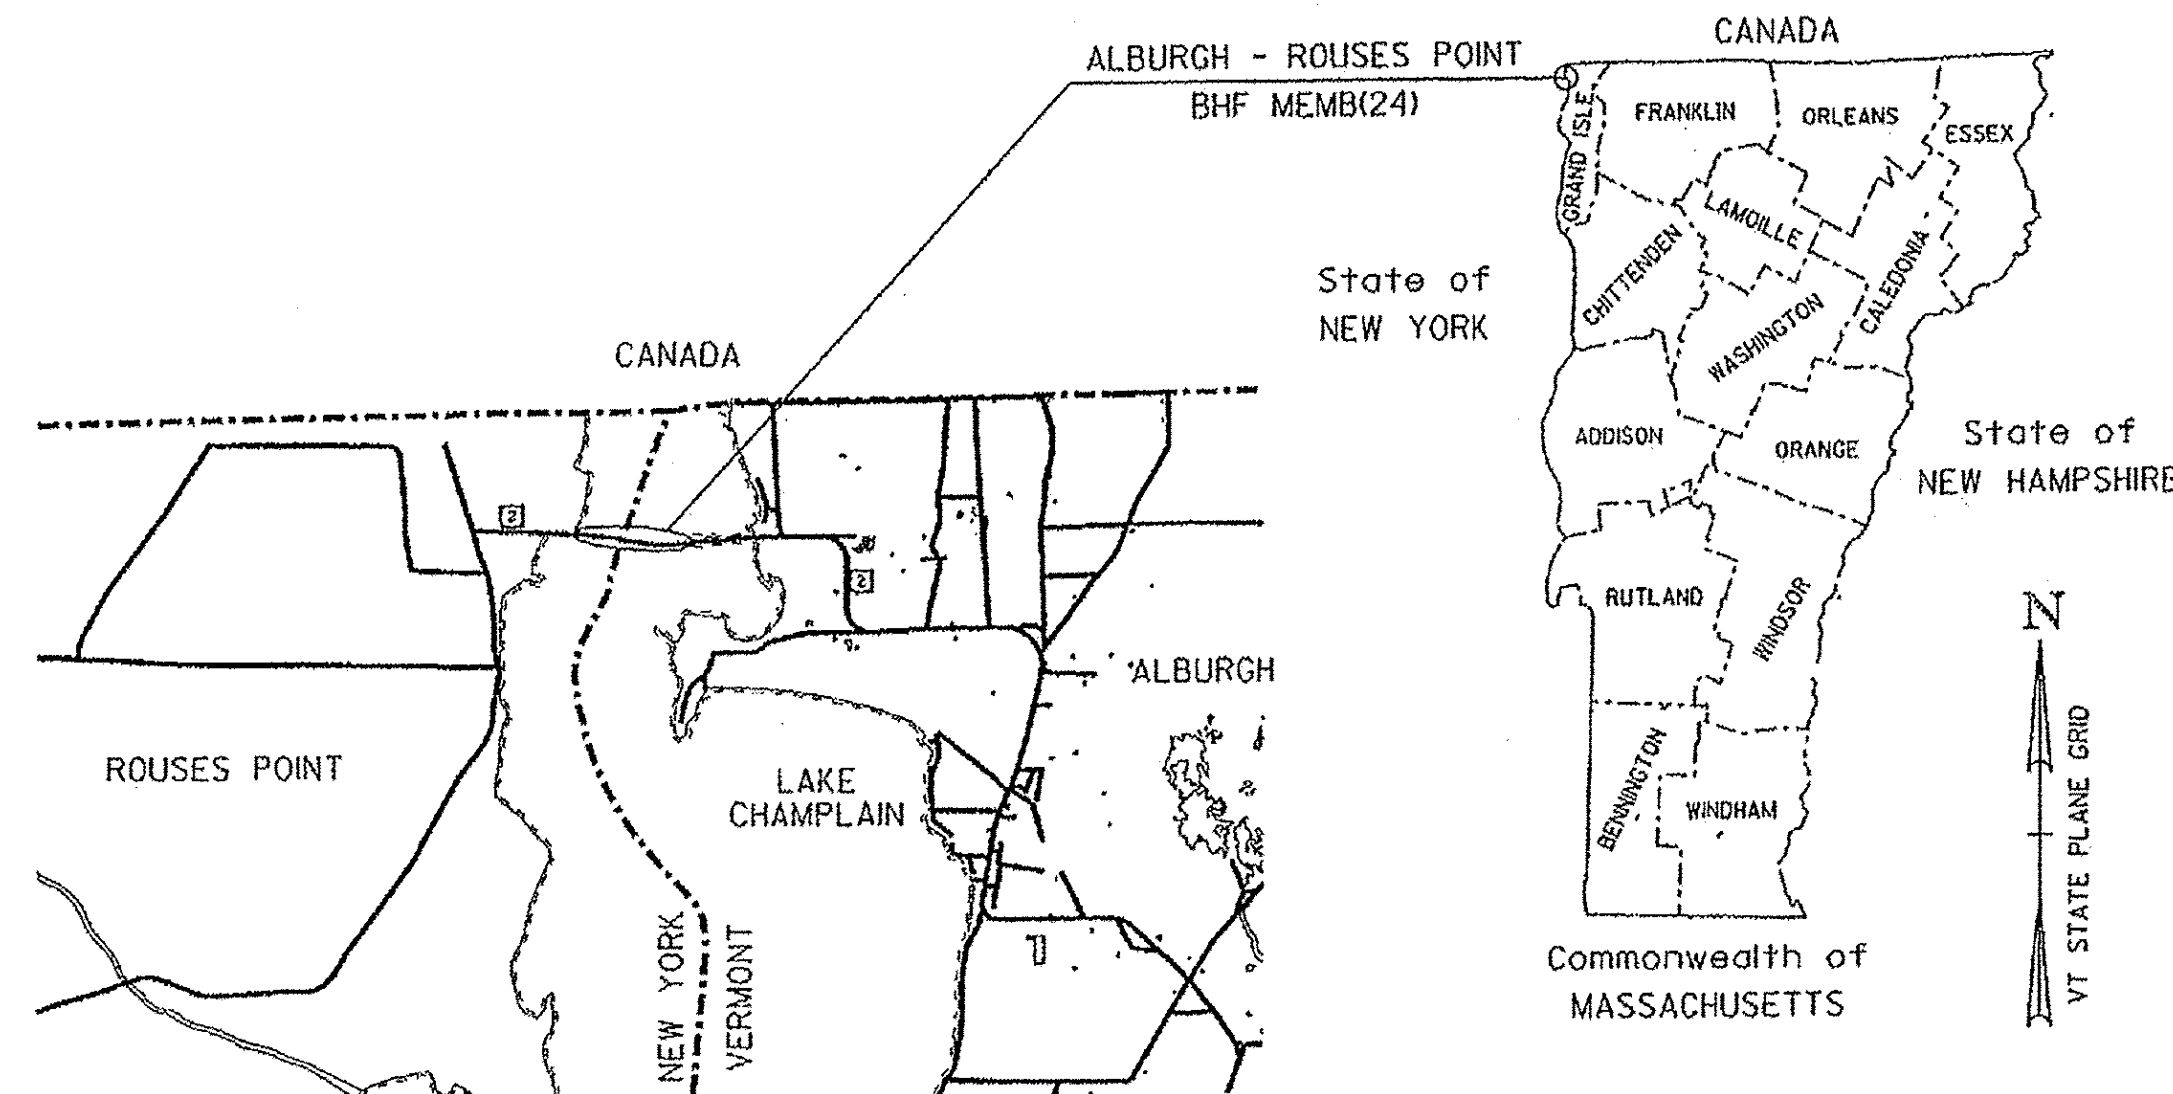 CANADA
ALBURGH - ROUSES POINT
BHF MEMB(24)
FRANKLIN
ORLEANS
ESSEX
GRAND ISLE
LAMOILLE
CHITTENDEN
CALEDONIA
WASHINGTON
State of
NEW YORK
ADDISON
ORANGE
State of
NEW HAMPSHIRE
RUTLAND
WINDSOR
BENNINGTON
WINDHAM
Commonwealth of
MASSACHUSETTS
N
VT STATE PLANE GRID
CANADA
2
2
ALBURGH
ROUSES POINT
LAKE
CHAMPLAIN
NEW YORK
VERMONT